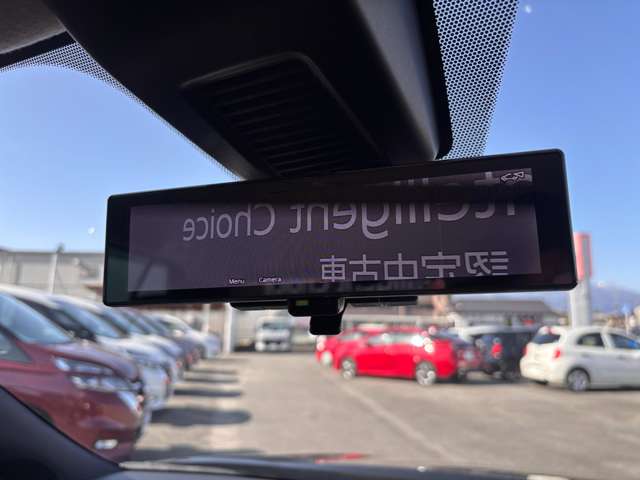 Intelligent Choice
認定中古車
Menu Camera